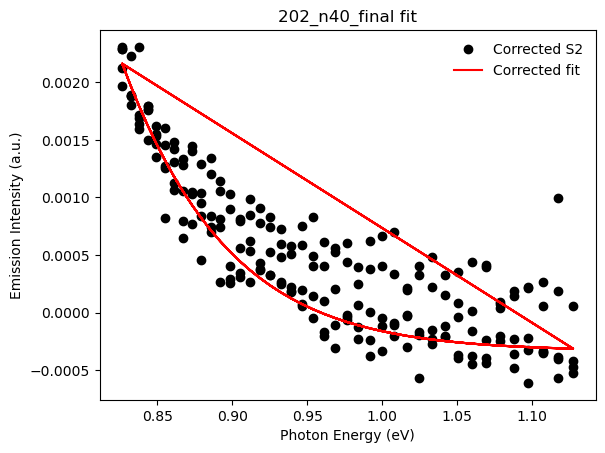 202_n40_final fit
Corrected S2
Corrected fit
Emission Intensity (a.u.)
0.0020
0.0015
0.0010
0.0005
0.0000
−0.0005
0.85
0.90
0.95
1.00
1.05
1.10
Photon Energy (eV)